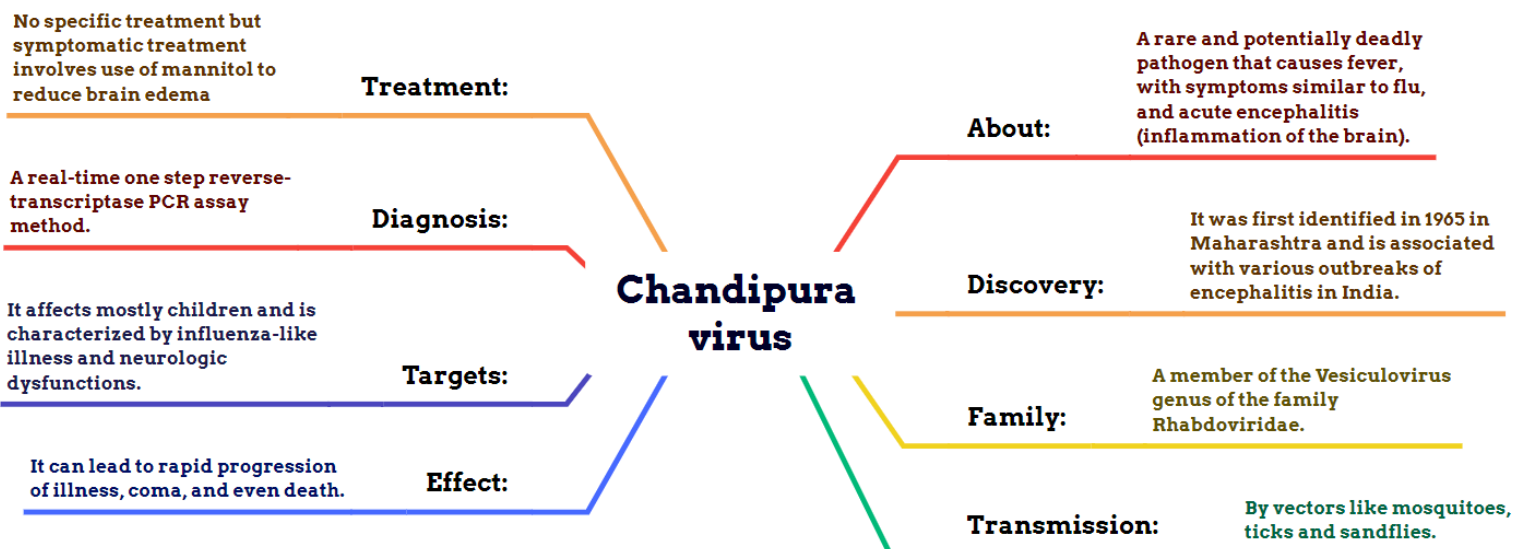 Chandipura
virus
About:
A rare and potentially deadly
pathogen that causes fever,
with symptoms similar to flu,
and acute encephalitis
(inflammation of the brain).
Discovery:
It was first identified in 1965 in
Maharashtra and is associated
with various outbreaks of
encephalitis in India.
Family:
A member of the Vesiculovirus
genus of the family
Rhabdoviridae.
Transmission:
By vectors like mosquitoes,
ticks and sandflies.
Treatment:
No specific treatment but
symptomatic treatment
involves use of mannitol to
reduce brain edema
Diagnosis:
A real-time one step reverse-
transcriptase PCR assay
method.
Targets:
It affects mostly children and is
characterized by influenza-like
illness and neurologic
dysfunctions.
Effect:
It can lead to rapid progression
of illness, coma, and even death.